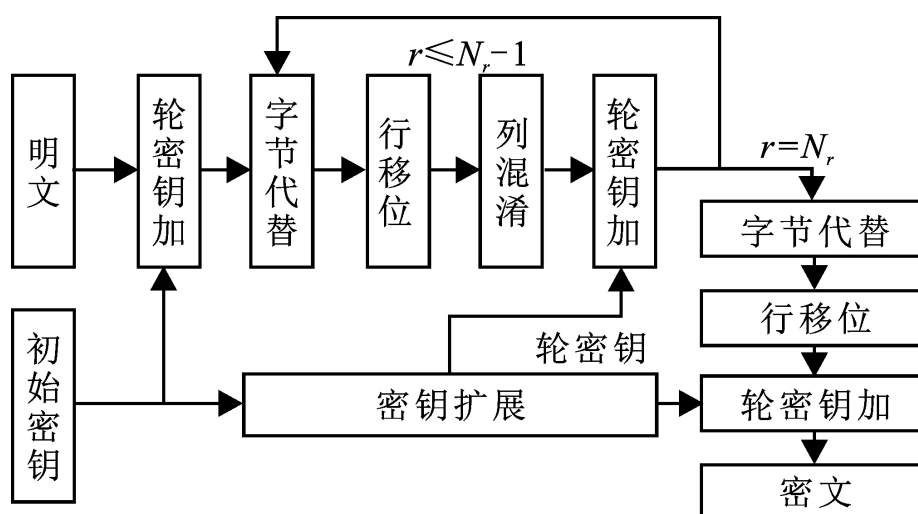 r≤Nᵣ-1
明文
轮密钥加
字节代替
行移位
列混淆
轮密钥加
r=Nᵣ
字节代替
行移位
轮密钥加
密文
初始密钥
密钥扩展
轮密钥